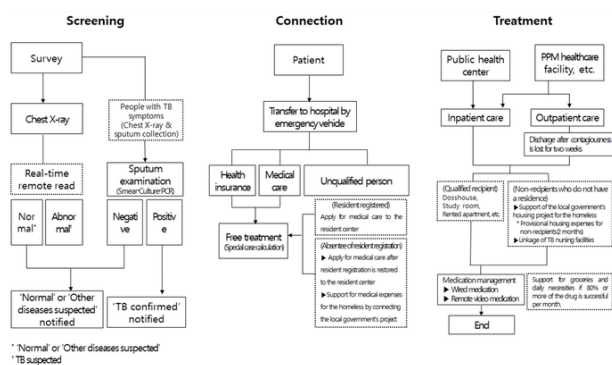 Screening
Survey
Chest X-ray
People with TB
symptoms
(Chest X-ray &
sputum collection)
Real-time
remote read
Sputum
examination
(Smear·Culture·PCR)
Nor
mal*
Abnor
mal'
Negat
ive
Positiv
e
'Normal' or 'Other
diseases suspected'
notified
'TB confirmed'
notified
* 'Normal' or 'Other diseases suspected'
' TB suspected
Connection
Patient
Transfer to hospital by
emergency vehide
Health
insurance
Medical
care
Unqualified person
Free treatment
(Special case calculation)
(Resident registered)
Apply for medical care to the
resident center
(Absentee of resident registration)
▶ Apply for medical care after
resident registration is restored
to the resident center
▶ Support for medical expenses
for the homeless by connecting
the local government's project
Treatment
Public health
center
PPM healthcare
facility, etc.
Inpatient care
Outpatient care
Discharge after contagiousness
is lost for two weeks
(Qualified recipient)
Dosshouse,
Study room,
Rented apartment, etc.
(Non-recipients who do not have
a residence)
▶ Support of the local government's
housing project for the homeless
* Provisional housing expenses for
non-recipients2 months)
▶ Linkage of TB nursing facilities
Medication management
▶ Wired medication
▶ Remote video medication
Support for groceries and
daily necessities if 80% or
more of the drug is successful
per month.
End